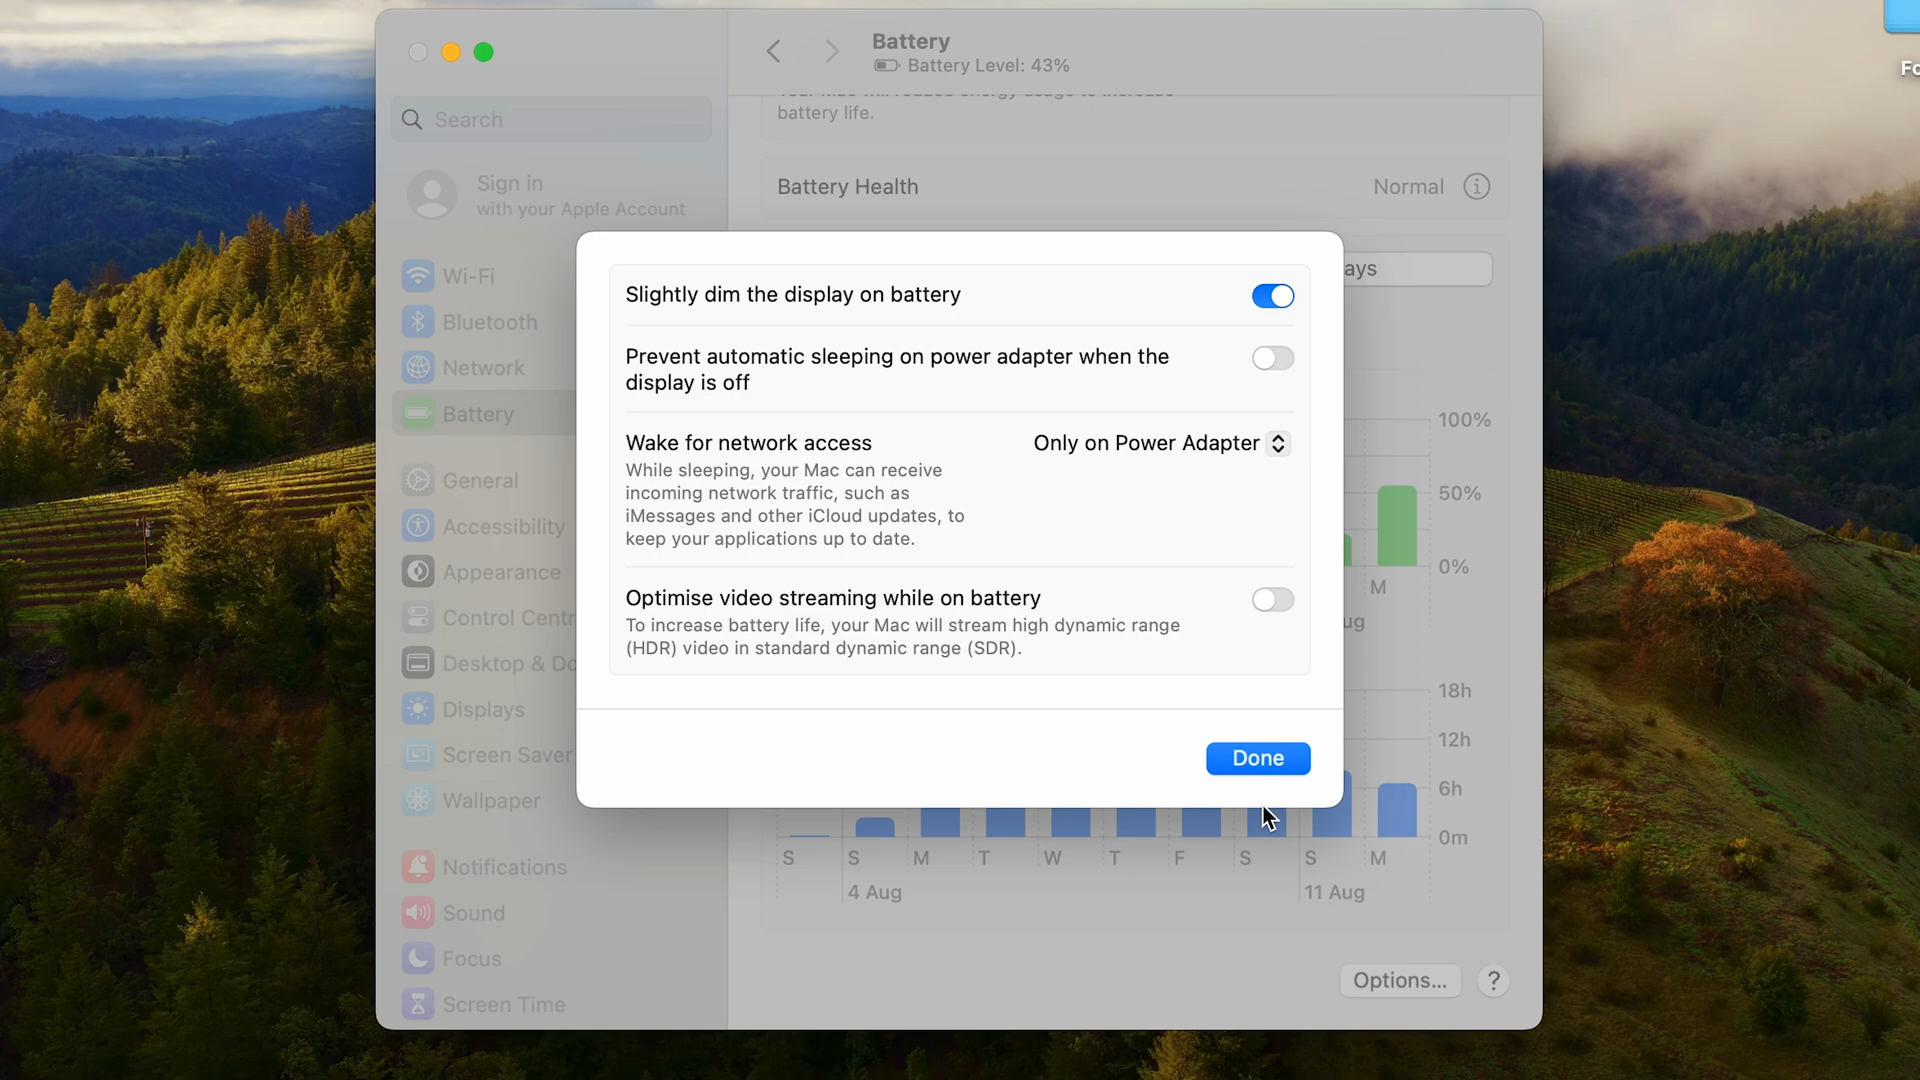 Battery
Battery Level: 43%
Search
battery life.
Sign in
with your Apple Account
Battery Health
Normal
Wi-Fi
Bluetooth
Network
Battery
General
Accessibility
Appearance
Control Centr
Desktop & Do
Displays
Screen Saver
Wallpaper
Notifications
Sound
Focus
Screen Time
Slightly dim the display on battery
Prevent automatic sleeping on power adapter when the
display is off
Wake for network access
Only on Power Adapter
While sleeping, your Mac can receive
incoming network traffic, such as
iMessages and other iCloud updates, to
keep your applications up to date.
Optimise video streaming while on battery
To increase battery life, your Mac will stream high dynamic range
(HDR) video in standard dynamic range (SDR).
Done
ays
100%
50%
0%
M
ug
18h
12h
6h
0m
S S M T W T F S S M
4 Aug 11 Aug
Options...
?
Fo